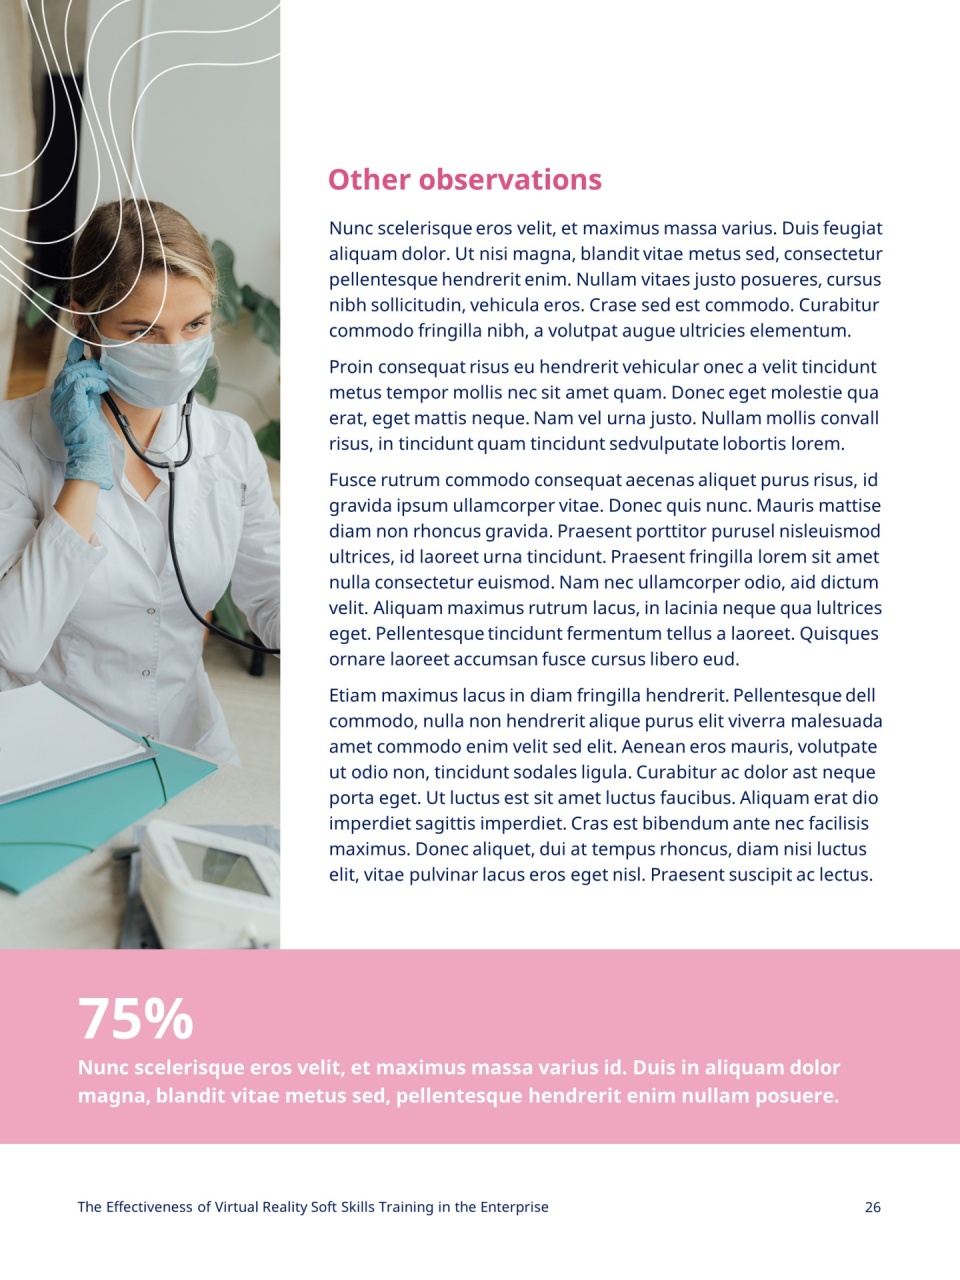 Other observations
Nunc scelerisque eros velit, et maximus massa varius. Duis feugiat
aliquam dolor. Ut nisi magna, blandit vitae metus sed, consectetur
pellentesque hendrerit enim. Nullam vitaes justo posueres, cursus
nibh sollicitudin, vehicula eros. Crase sed est commodo. Curabitur
commodo fringilla nibh, a volutpat augue ultricies elementum.
Proin consequat risus eu hendrerit vehicular onec a velit tincidunt
metus tempor mollis nec sit amet quam. Donec eget molestie qua
erat, eget mattis neque. Nam vel urna justo. Nullam mollis convall
risus, in tincidunt quam tincidunt sedvulputate lobortis lorem.
Fusce rutrum commodo consequat aecenas aliquet purus risus, id
gravida ipsum ullamcorper vitae. Donec quis nunc. Mauris mattise
diam non rhoncus gravida. Praesent porttitor purusel nisleuismod
ultrices, id laoreet urna tincidunt. Praesent fringilla lorem sit amet
nulla consectetur euismod. Nam nec ullamcorper odio, aid dictum
velit. Aliquam maximus rutrum lacus, in lacinia neque qua lultrices
eget. Pellentesque tincidunt fermentum tellus a laoreet. Quisques
ornare laoreet accumsan fusce cursus libero eud.
Etiam maximus lacus in diam fringilla hendrerit. Pellentesque dell
commodo, nulla non hendrerit alique purus elit viverra malesuada
amet commodo enim velit sed elit. Aenean eros mauris, volutpate
ut odio non, tincidunt sodales ligula. Curabitur ac dolor ast neque
porta eget. Ut luctus est sit amet luctus faucibus. Aliquam erat dio
imperdiet sagittis imperdiet. Cras est bibendum ante nec facilisis
maximus. Donec aliquet, dui at tempus rhoncus, diam nisi luctus
elit, vitae pulvinar lacus eros eget nisl. Praesent suscipit ac lectus.
75%
Nunc scelerisque eros velit, et maximus massa varius id. Duis in aliquam dolor
magna, blandit vitae metus sed, pellentesque hendrerit enim nullam posuere.
The Effectiveness of Virtual Reality Soft Skills Training in the Enterprise
26